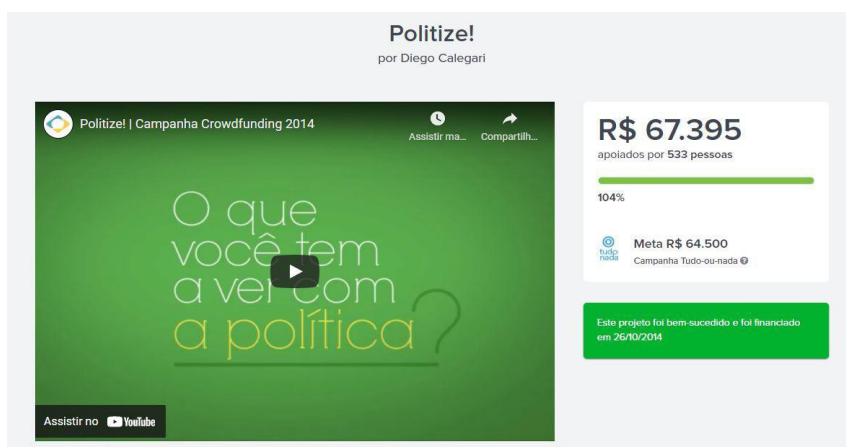 Politize!
por Diego Calegari
Politize! | Campanha Crowdfunding 2014
Assistir ma...
Compartilh...
O que
você tem
a ver com
a política?
Assistir no YouTube
R$ 67.395
apoiados por 533 pessoas
104%
tudo
nada
Meta R$ 64.500
Campanha Tudo-ou-nada
Este projeto foi bem-sucedido e foi financiado
em 26/10/2014